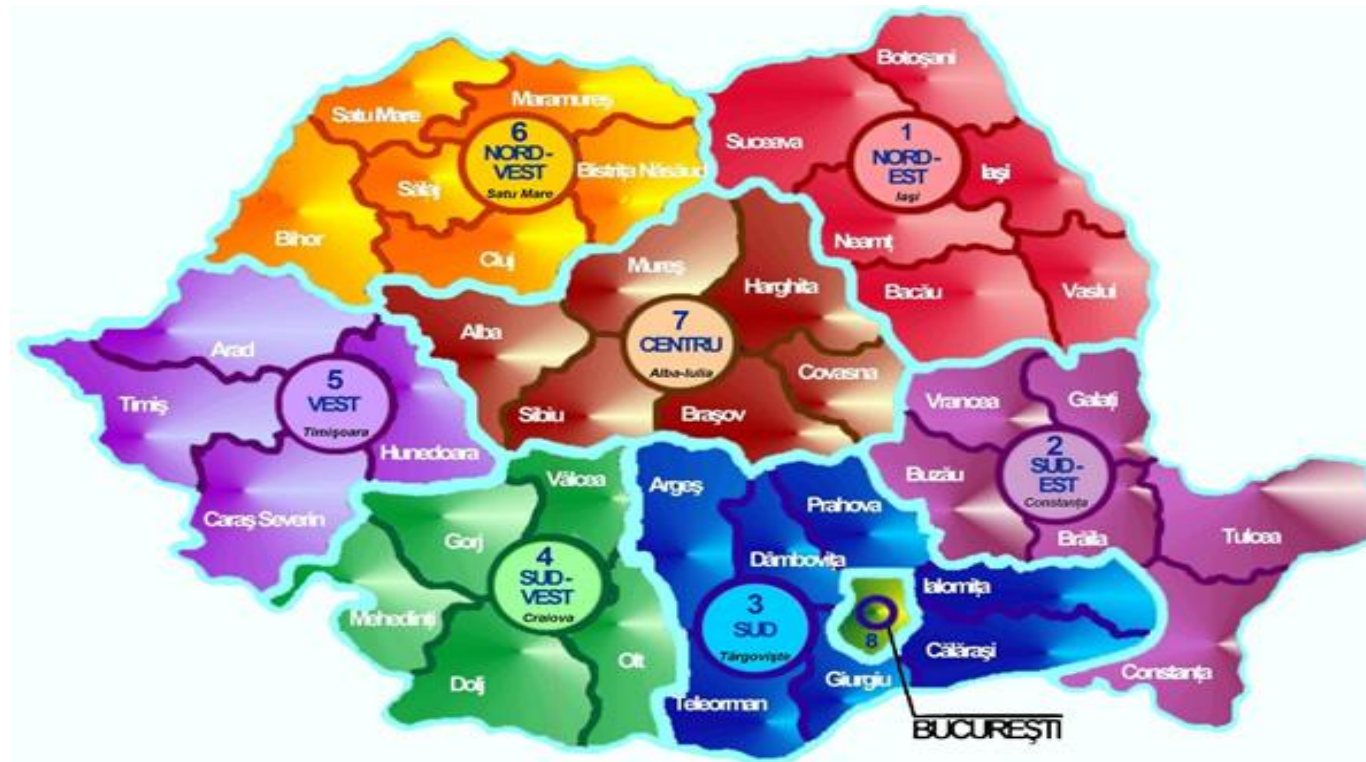 Botoşani
Satu Mare
Maramureş
Suceava
1
NORD-
EST
Iaşi
Iaşi
6
NORD-
VEST
Satu Mare
Bistriţa Năsăud
Sălaj
Bihor
Cluj
Neamţ
Bacău
Vaslui
Mureş
Harghita
Alba
7
CENTRU
Alba-Iulia
Covasna
Sibiu
Braşov
Arad
5
VEST
Timişoara
Timiş
Hunedoara
Caraş Severin
Vrancea
Galaţi
2
SUD-
EST
Constanţa
Buzău
Brăila
Tulcea
Constanţa
Vâlcea
Gorj
4
SUD-
VEST
Craiova
Mehedinţi
Dolj
Olt
Argeş
Prahova
Dâmboviţa
3
SUD
Târgovişte
Ialomiţa
8
Călăraşi
Giurgiu
Teleorman
BUCUREŞTI